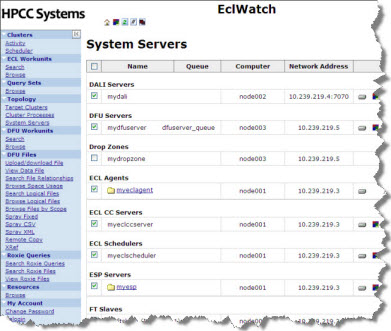 HPCC Systems
EclWatch
Clusters
Activity
Scheduler
ECL Workunits
Search
Browse
Query Sets
Browse
Topology
Target Clusters
Cluster Processes
System Servers
DFU Workunits
Search
Browse
DFU Files
Upload/download File
View Data File
Search File Relationships
Browse Space Usage
Search Logical Files
Browse Logical Files
Browse Files by Scope
Spray Fixed
Spray CSV
Spray XML
Remote Copy
XRef
Roxie Queries
Search Roxie Queries
Search Roxie Files
View Roxie Files
Resources
Browse
My Account
Change Password
Relogin
System Servers
Name Queue Computer Network Address
DALI Servers
mydali node002 10.239.219.4:7070
DFU Servers
mydfuserver dfuserver_queue node003 10.239.219.5
Drop Zones
mydropzone node003 10.239.219.5
ECL Agents
myeclagent node001 10.239.219.3
ECL CC Servers
myeclccserver node001 10.239.219.3
ECL Schedulers
myeclscheduler node001 10.239.219.3
ESP Servers
myesp node001 10.239.219.3
FT Slaves